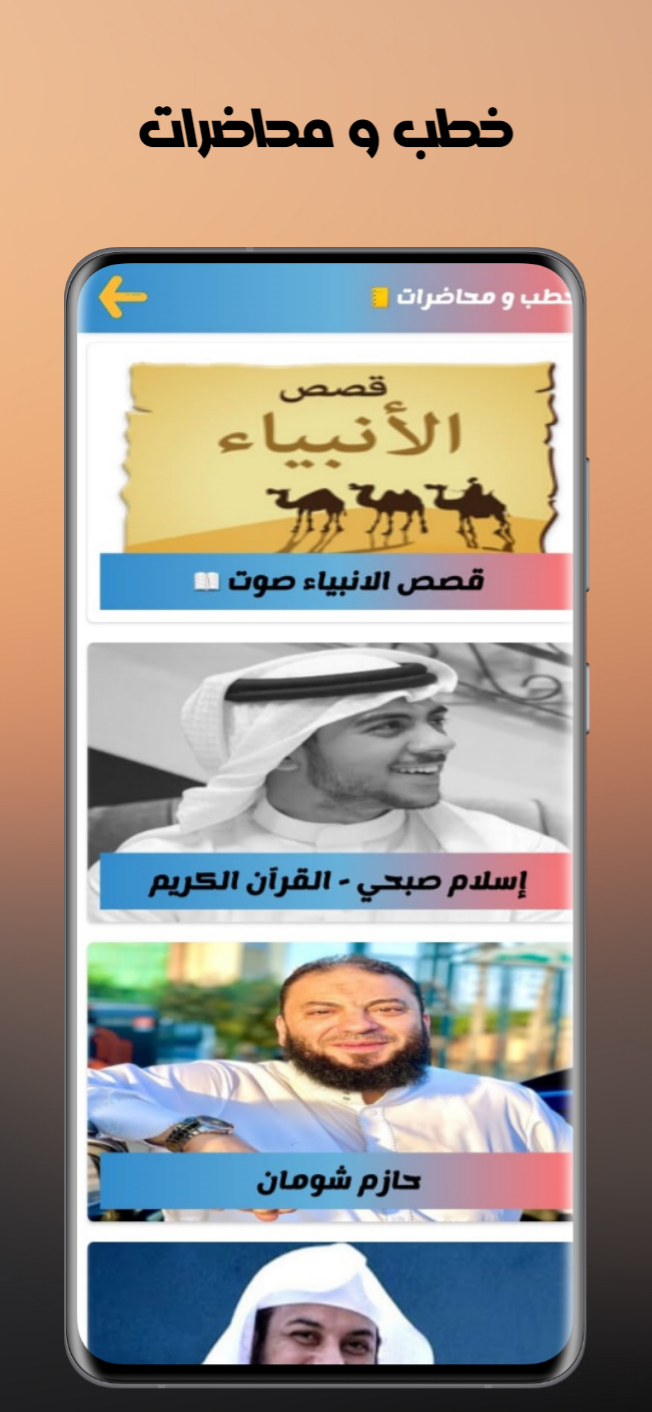 خطب و محاضرات
خطب و محاضرات 📒
قصص
الأنبياء
قصص الانبياء صوت 📖
إسلام صبحي - القرآن الكريم
حازم شومان